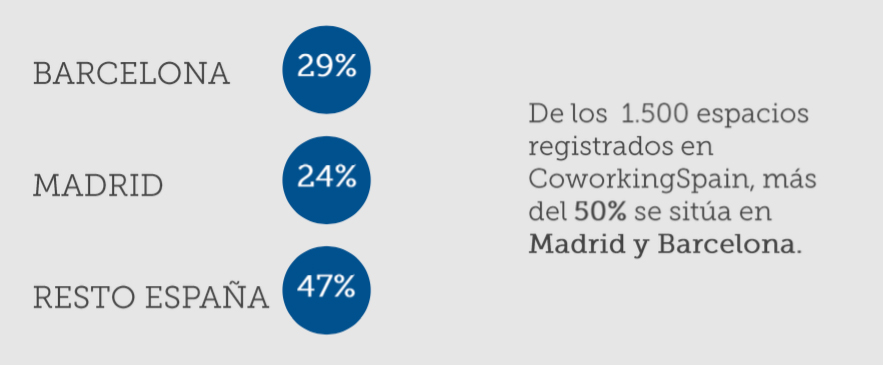 BARCELONA 29%
MADRID 24%
RESTO ESPAÑA 47%
De los 1.500 espacios
registrados en
CoworkingSpain, más
del 50% se sitúa en
Madrid y Barcelona.